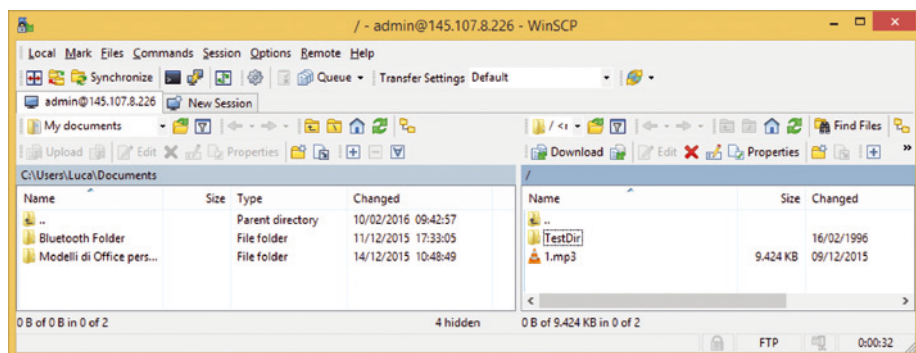 / - admin@145.107.8.226 - WinSCP
Local Mark Files Commands Session Options Remote Help
Synchronize Queue Transfer Settings Default
admin@145.107.8.226 New Session
My documents / <r Find Files
Upload Edit Properties Download Edit Properties »
C:\Users\Luca\Documents /
Name Size Type Changed Name Size Changed
.. Parent directory 10/02/2016 09:42:57 ..
Bluetooth Folder File folder 11/12/2015 17:33:05 TestDir 16/02/1996
Modelli di Office pers... File folder 14/12/2015 10:48:49 1.mp3 9.424 KB 09/12/2015
0 B of 0 B in 0 of 2 4 hidden 0 B of 9.424 KB in 0 of 2
FTP 0:00:32